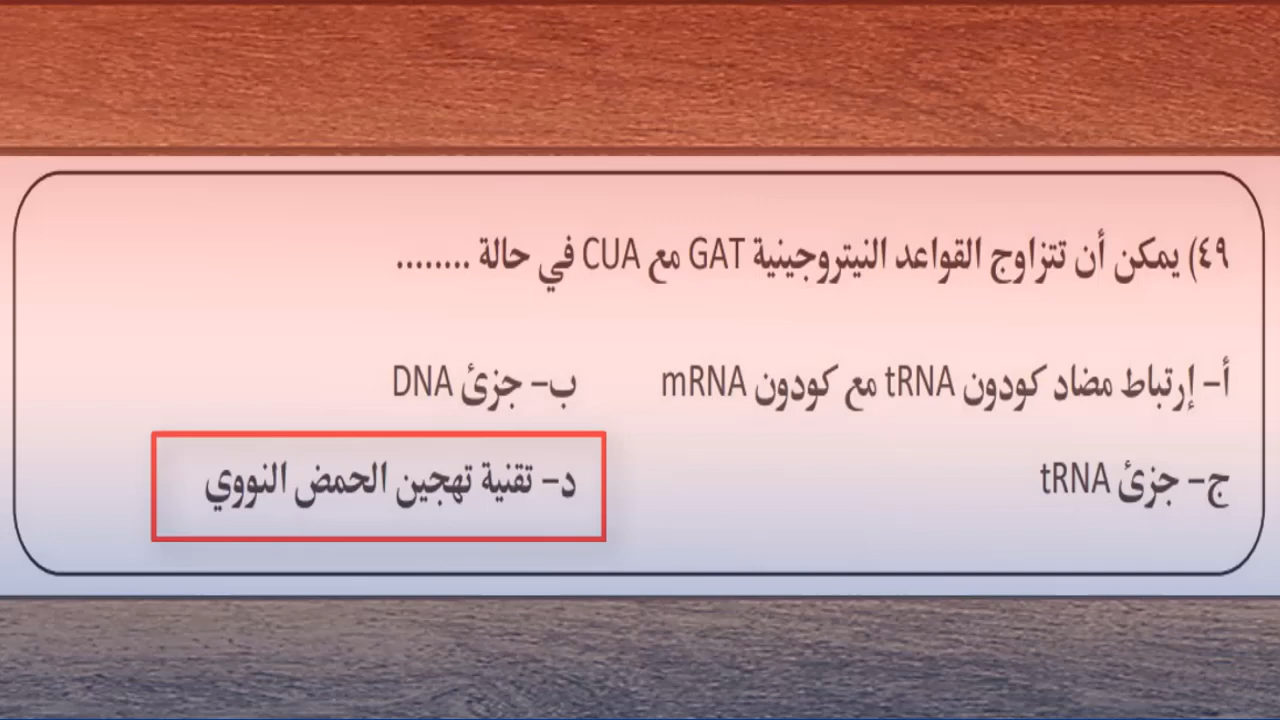 ٤٩) يمكن أن تتزاوج القواعد النيتروجينية GAT مع CUA في حالة ........
أ- إرتباط مضاد كودون tRNA مع كودون mRNA ب- جزئ DNA
ج- جزئ tRNA د- تقنية تهجين الحمض النووي